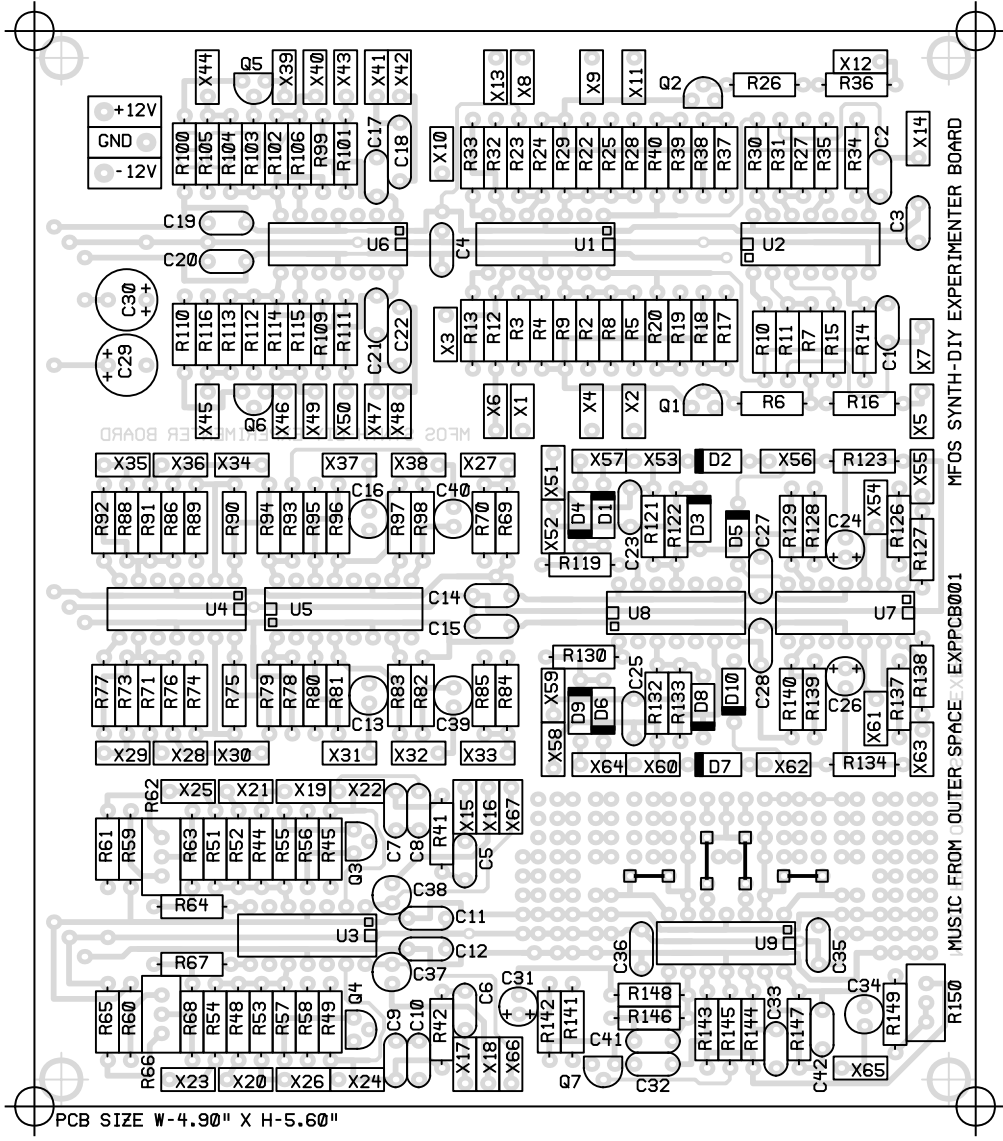 X44 Q5 X39 X40 X43 X41 X42 X13 X8 X9 X11 Q2 R26 X12 R36
+12V
GND
-12V
R100 R105 R104 R103 R102 R106 R99 R101 C17 C18 X10 R33 R32 R23 R24 R29 R22 R25 R28 R40 R39 R38 R37 R30 R31 R27 R35 R34 C2 X14
C19 U6 C4 U1 U2 C3
C20
C30 + +
C29 +
R110 R116 R113 R112 R114 R115 R109 R111 C21 C22 X3 R13 R12 R3 R4 R9 R2 R8 R5 R20 R19 R18 R17 R10 R11 R7 R15 R14 C1 X7
X45 Q6 X46 X49 X50 X47 X48 X6 X1 X4 X2 Q1 R6 R16 X5
MFOS SYNTH-DIY EXPERIMENTER BOARD
X35 X36 X34 X37 X38 X27 X51 X57 X53 D2 X56 R123 X55
R92 R88 R91 R86 R89 R90 R94 R93 R95 R96 C16 R97 R98 C40 R70 R69 X52 D4 D1 C23 R121 R122 D3 D5 C27 R129 R128 C24 X54 R126 R127
R119
U4 U5 C14 U8 U7
C15
R130
R77 R73 R71 R76 R74 R75 R79 R78 R80 R81 C13 R83 R82 C39 R85 R84 X59 D9 D6 C25 R132 R133 D8 D10 C28 R140 R139 C26 X61 R137 R138
X29 X28 X30 X31 X32 X33 X58 X64 X60 D7 X62 R134 X63
R62 X25 X21 X19 X22 X15 X16 X67
R61 R59 R63 R51 R52 R44 R55 R56 R45 Q3 C7 C8 R41 C5
R64 C38
C11
U3 C12 C36 U9 C35
R67 C37
R65 R60 R68 R54 R48 R53 R57 R58 R49 Q4 C9 C10 R42 C6 C31 R142 R141 R148 R143 R145 R144 C33 R147 C42 C34 R149 R150
R146
C41
R66 X23 X20 X26 X24 X17 X18 X66 Q7 C32 X65
MUSIC FROM OUTER SPACE EXPPCB001
MFOS SYNTH-DIY EXPERIMENTER BOARD
PCB SIZE W-4.90" X H-5.60"